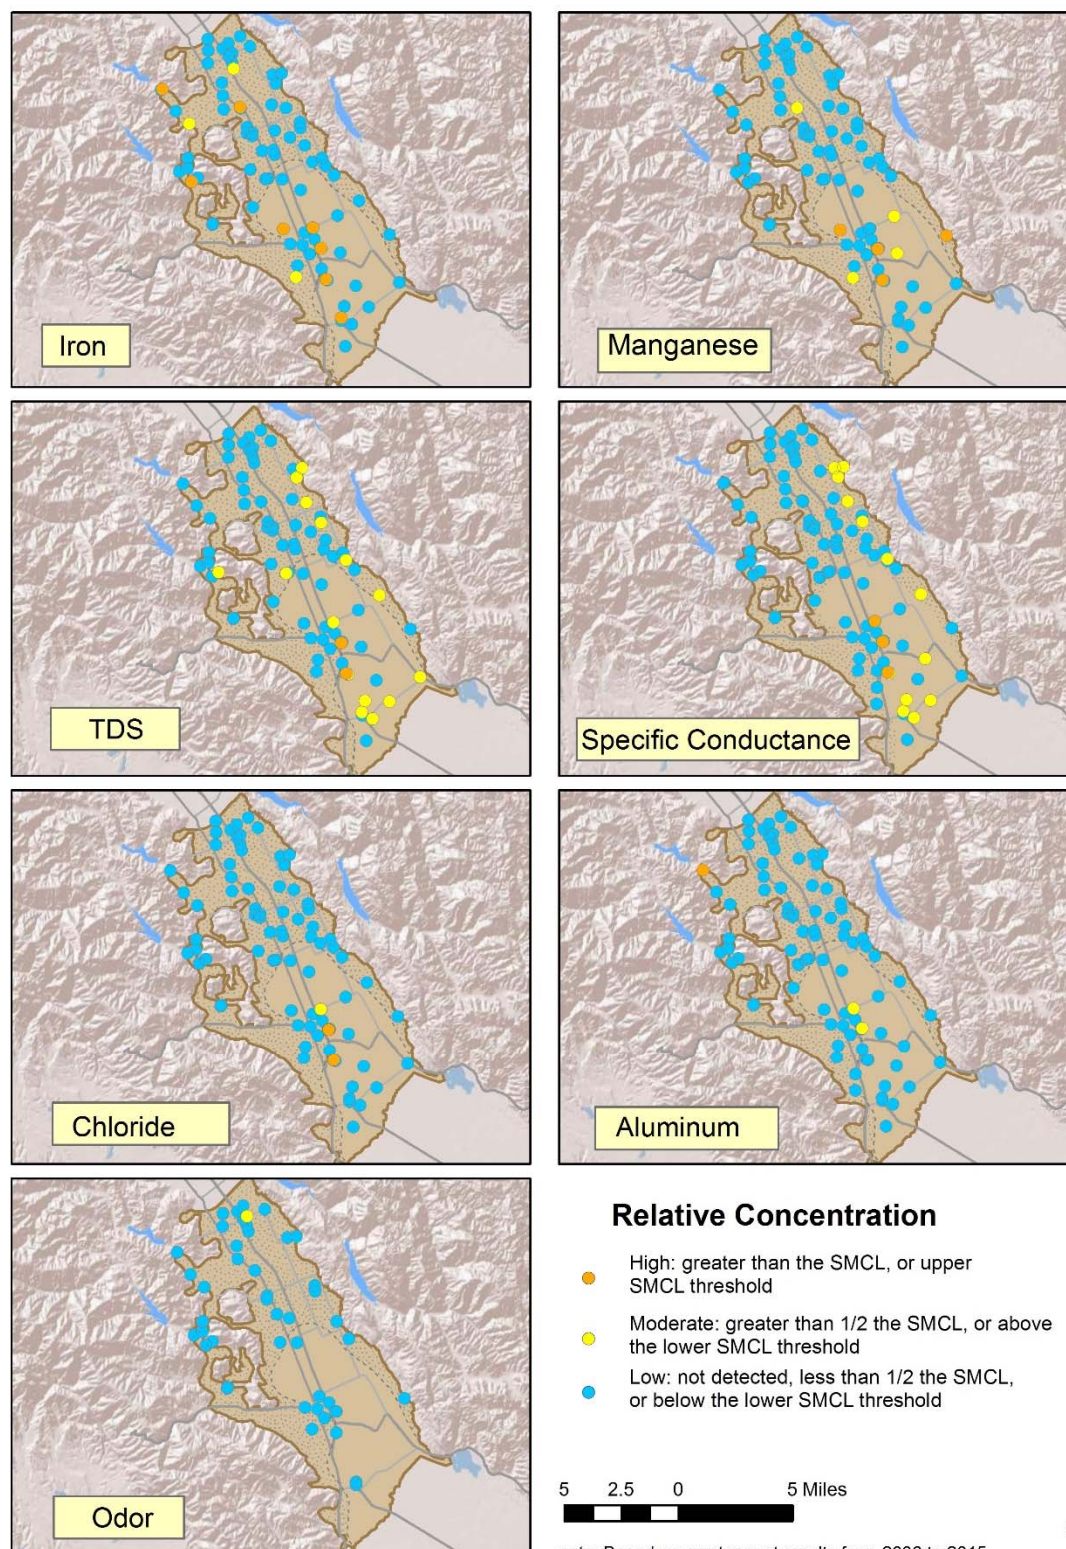 Iron
Manganese
TDS
Specific Conductance
Chloride
Aluminum
Odor
Relative Concentration
High: greater than the SMCL, or upper
SMCL threshold
Moderate: greater than 1/2 the SMCL, or above
the lower SMCL threshold
Low: not detected, less than 1/2 the SMCL,
or below the lower SMCL threshold
5 2.5 0 5 Miles